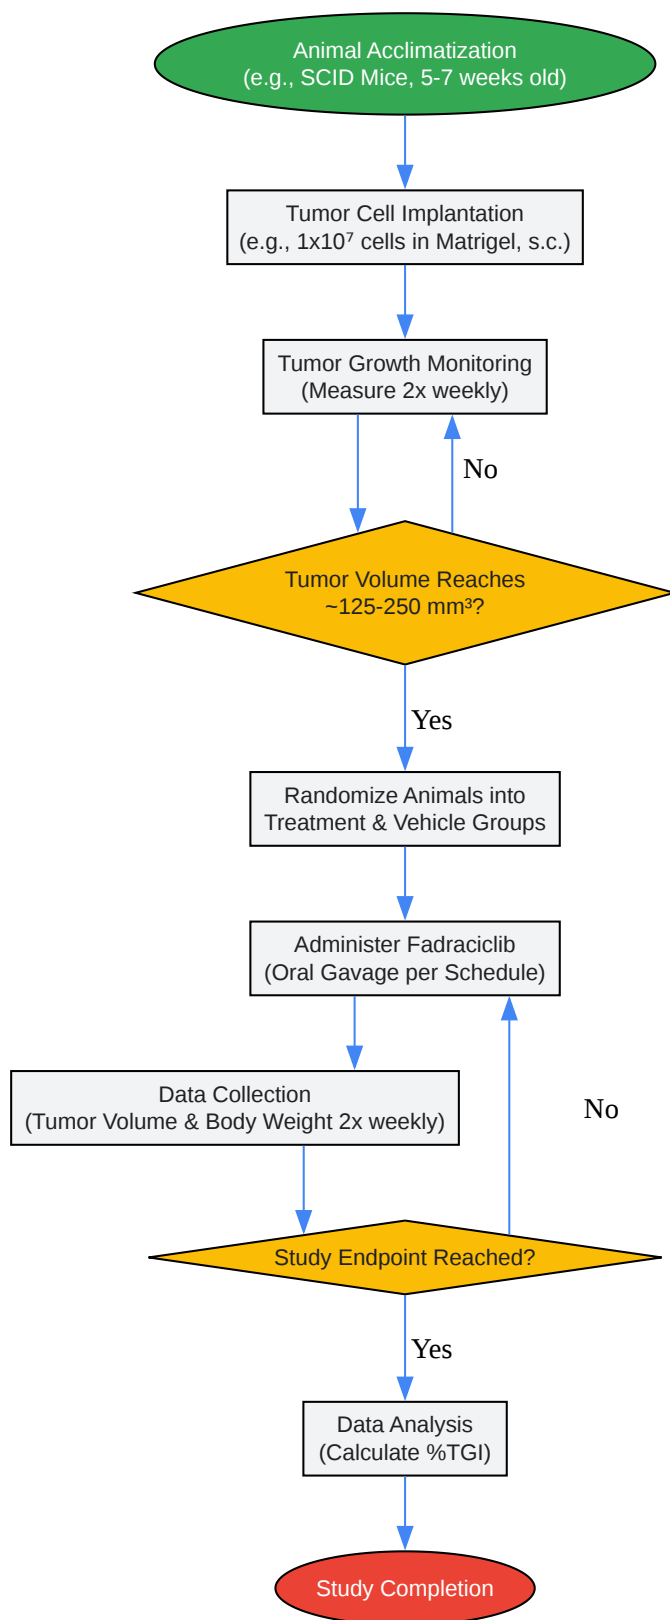 Animal Acclimatization
(e.g., SCID Mice, 5-7 weeks old)
Tumor Cell Implantation
(e.g., 1x10⁷ cells in Matrigel, s.c.)
Tumor Growth Monitoring
(Measure 2x weekly)
No
Tumor Volume Reaches
~125-250 mm³?
Yes
Randomize Animals into
Treatment & Vehicle Groups
Administer Fadraciclib
(Oral Gavage per Schedule)
Data Collection
(Tumor Volume & Body Weight 2x weekly)
No
Study Endpoint Reached?
Yes
Data Analysis
(Calculate %TGI)
Study Completion